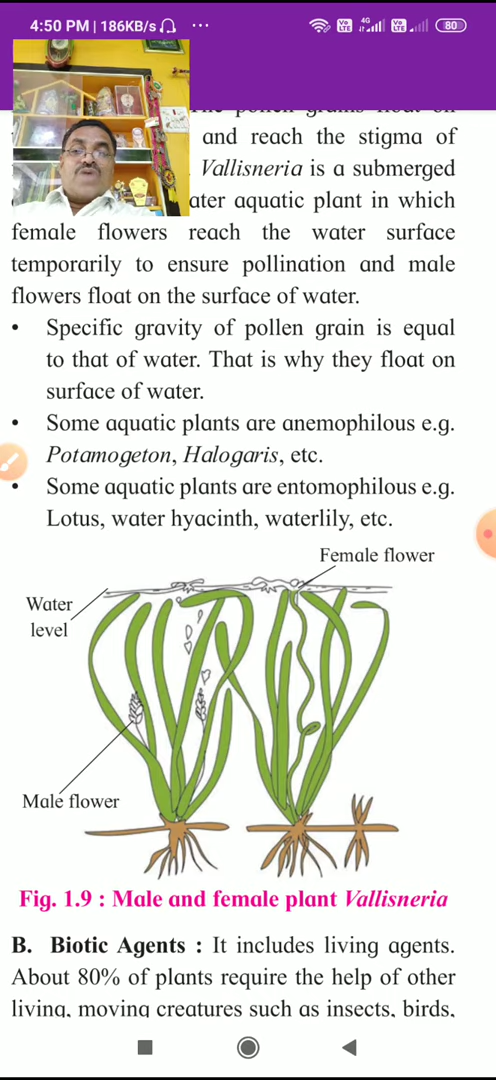 4:50 PM | 186KB/s
4G
80
and reach the stigma of
Vallisneria is a submerged
ater aquatic plant in which
female flowers reach the water surface
temporarily to ensure pollination and male
flowers float on the surface of water.
• Specific gravity of pollen grain is equal
to that of water. That is why they float on
surface of water.
• Some aquatic plants are anemophilous e.g.
Potamogeton, Halogaris, etc.
• Some aquatic plants are entomophilous e.g.
Lotus, water hyacinth, waterlily, etc.
Female flower
Water
level
Male flower
Fig. 1.9 : Male and female plant Vallisneria
B. Biotic Agents : It includes living agents.
About 80% of plants require the help of other
living, moving creatures such as insects, birds,